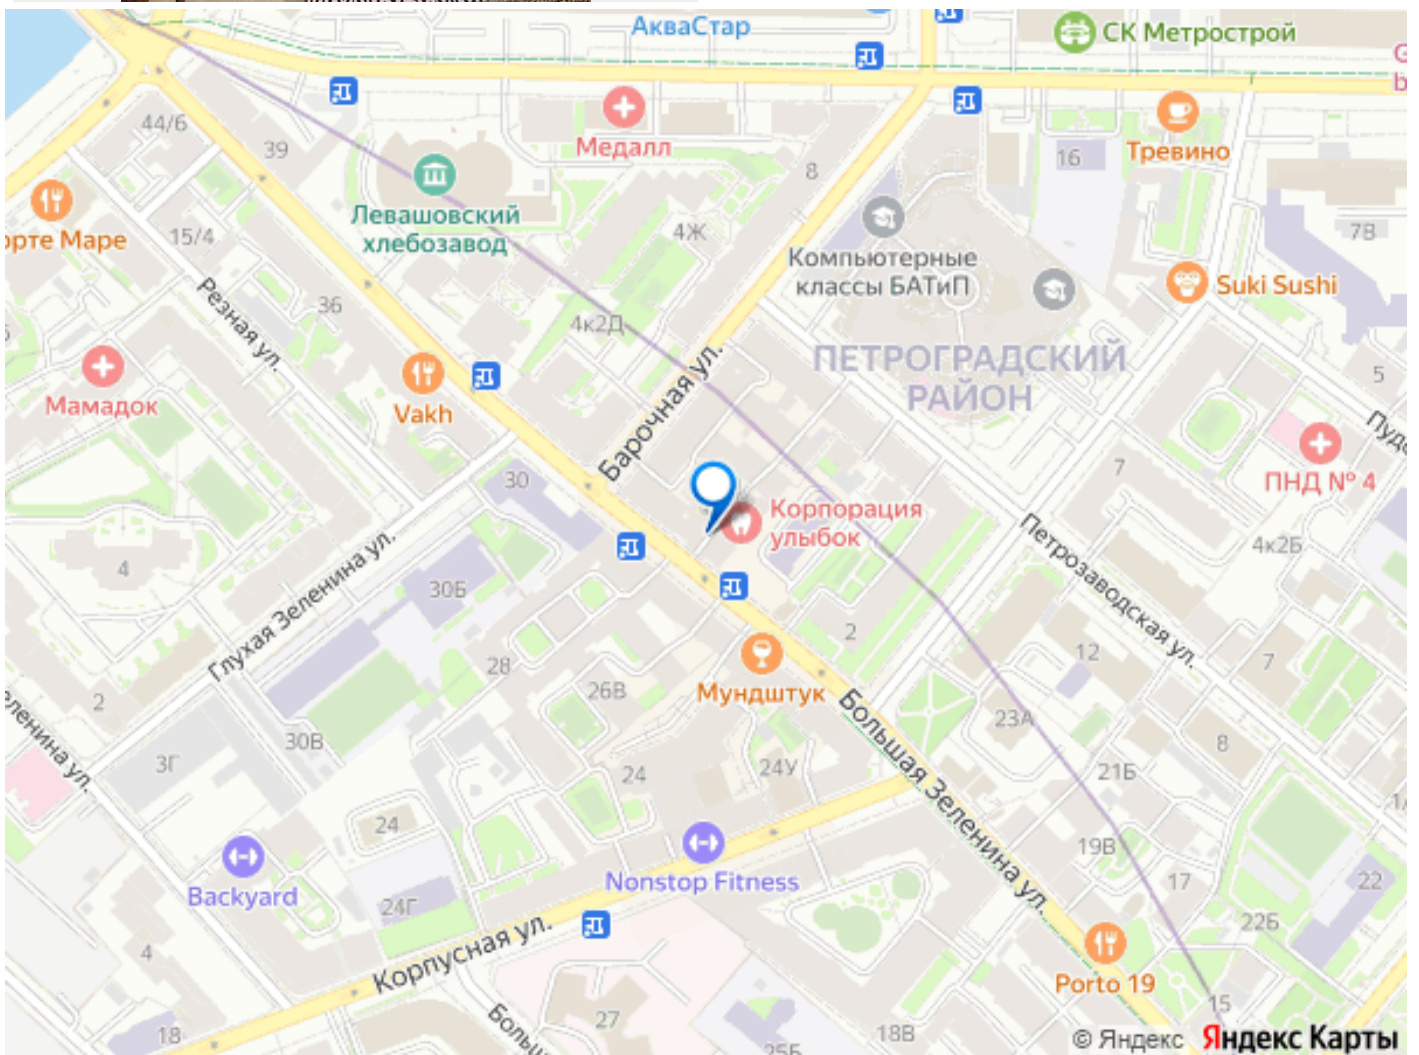 АкваСтар
СК Метрострой
44/6
39
Медалл
8
16
Тревино
Левашовский
хлебозавод
15/4
4Ж
Компьютерные
классы БАТиП
7В
Suki Sushi
Резная ул.
36
4к2Д
ПЕТРОГРАДСКИЙ
РАЙОН
5
Мамадок
Vakh
Барочная ул.
7
ПНД № 4
30
Корпорация
улыбок
4к2Б
Петрозаводская ул.
4
Глухая Зеленина ул.
30Б
2
12
7
28
26В
Мундштук
2
Большая Зеленина ул.
23А
8
30В
3Г
24
24У
21Б
24
19В
Backyard
Nonstop Fitness
17
22
24Г
22Б
Корпусная ул.
4
Porto 19
15
27
18
18В
25Б
© Яндекс Яндекс Карты